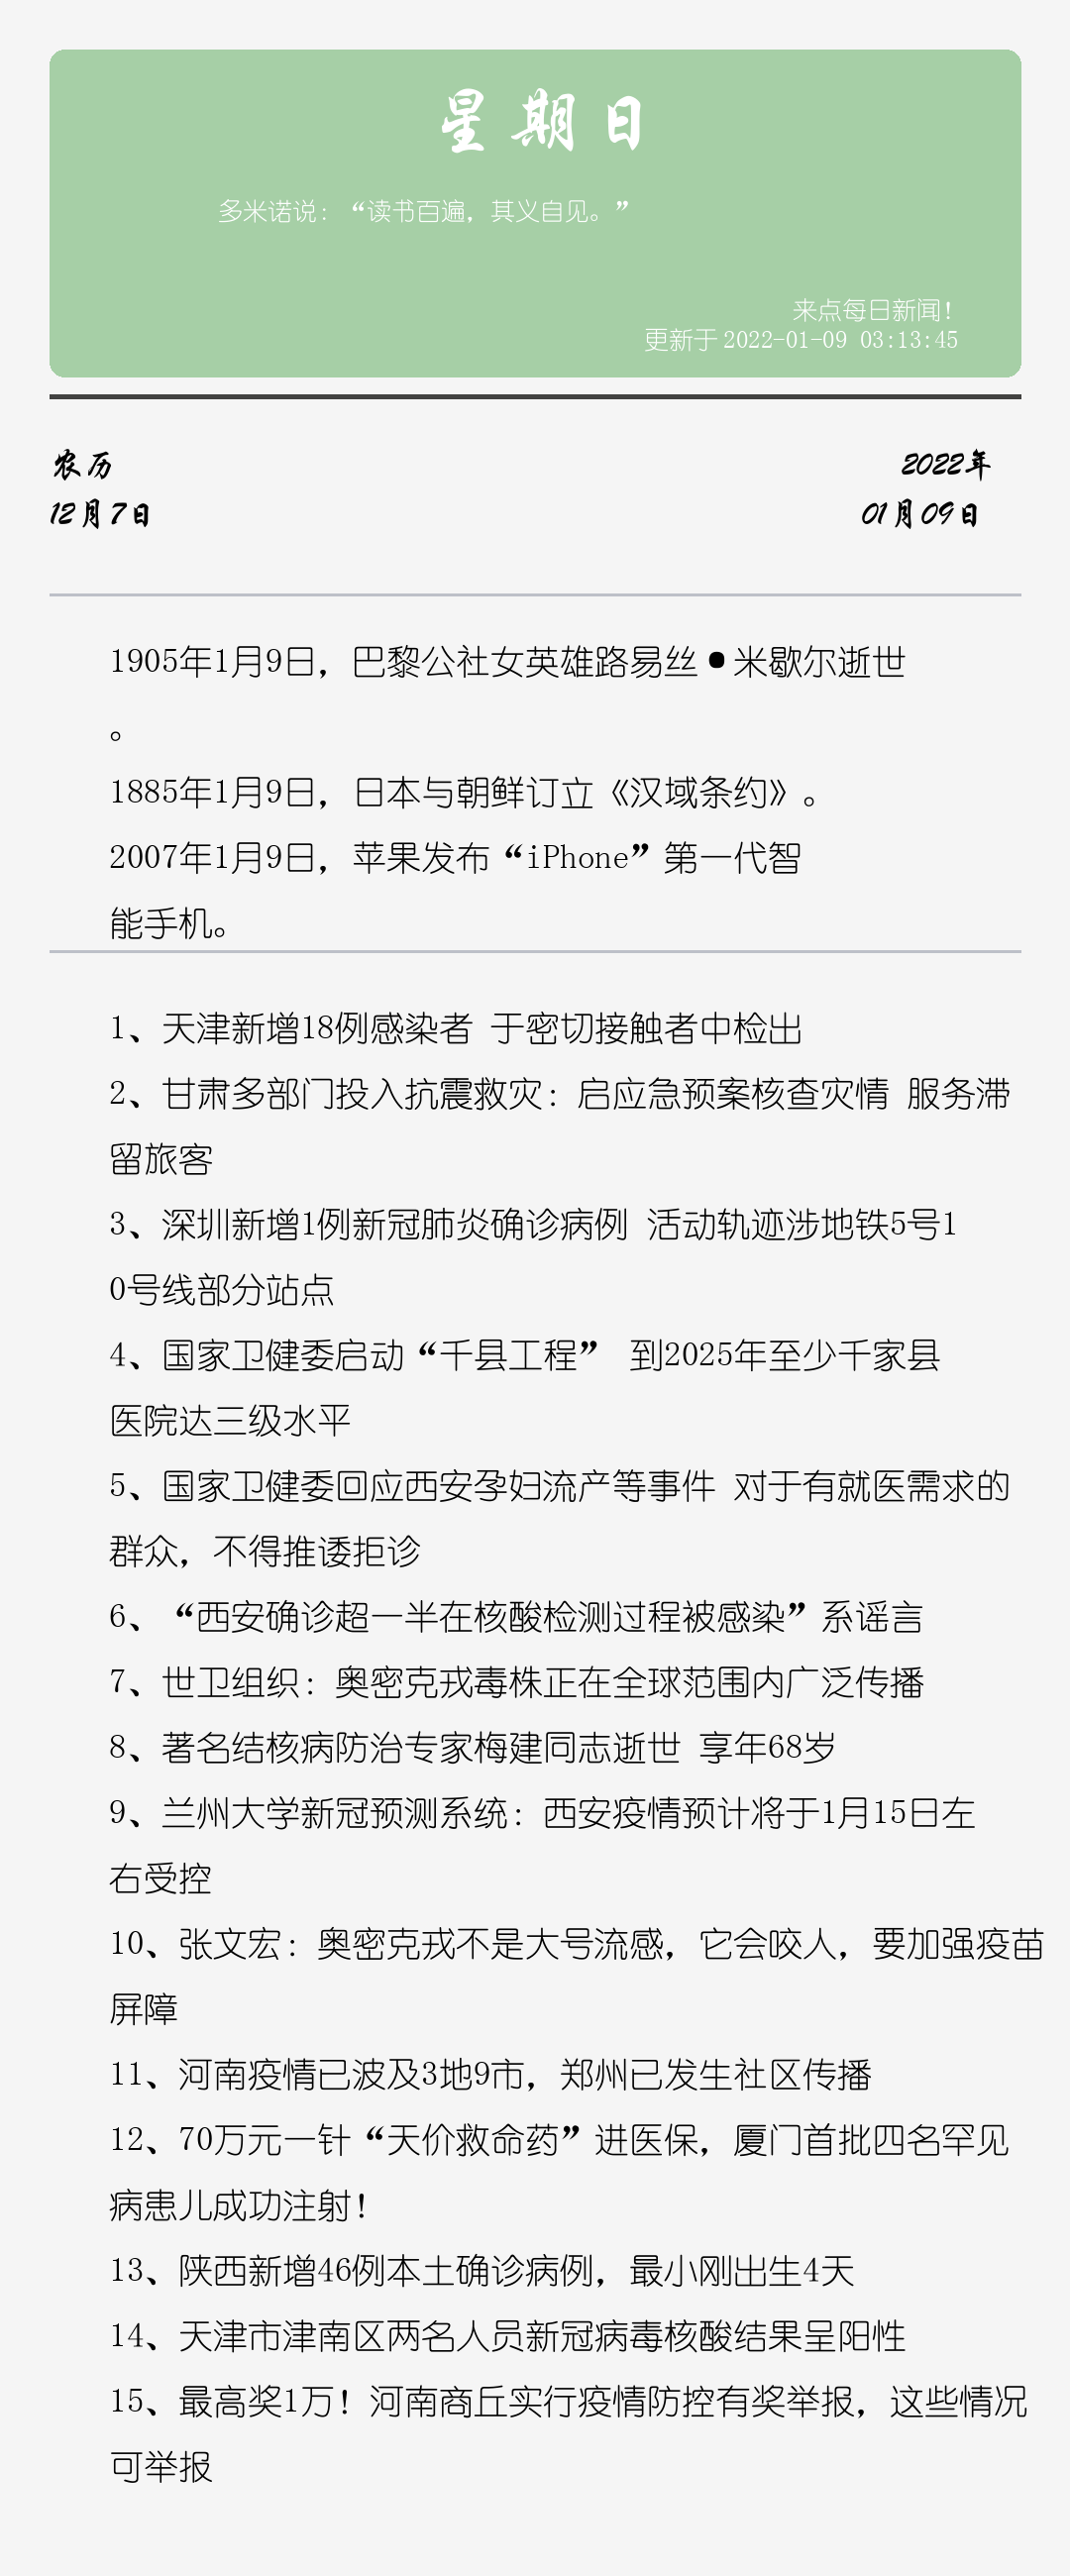 星期日
多米诺说：“读书百遍，其义自见。”
来点每日新闻！
更新于 2022-01-09 03:13:45
农历
2022年
12月7日
01月09日
1905年1月9日，巴黎公社女英雄路易丝•米歇尔逝世
。
1885年1月9日，日本与朝鲜订立《汉域条约》。
2007年1月9日，苹果发布“iPhone”第一代智
能手机。
1、天津新增18例感染者 于密切接触者中检出
2、甘肃多部门投入抗震救灾：启应急预案核查灾情 服务滞
留旅客
3、深圳新增1例新冠肺炎确诊病例 活动轨迹涉地铁5号1
0号线部分站点
4、国家卫健委启动“千县工程” 到2025年至少千家县
医院达三级水平
5、国家卫健委回应西安孕妇流产等事件 对于有就医需求的
群众，不得推诿拒诊
6、“西安确诊超一半在核酸检测过程被感染”系谣言
7、世卫组织：奥密克戎毒株正在全球范围内广泛传播
8、著名结核病防治专家梅建同志逝世 享年68岁
9、兰州大学新冠预测系统：西安疫情预计将于1月15日左
右受控
10、张文宏：奥密克戎不是大号流感，它会咬人，要加强疫苗
屏障
11、河南疫情已波及3地9市，郑州已发生社区传播
12、70万元一针“天价救命药”进医保，厦门首批四名罕见
病患儿成功注射！
13、陕西新增46例本土确诊病例，最小刚出生4天
14、天津市津南区两名人员新冠病毒核酸结果呈阳性
15、最高奖1万！河南商丘实行疫情防控有奖举报，这些情况
可举报